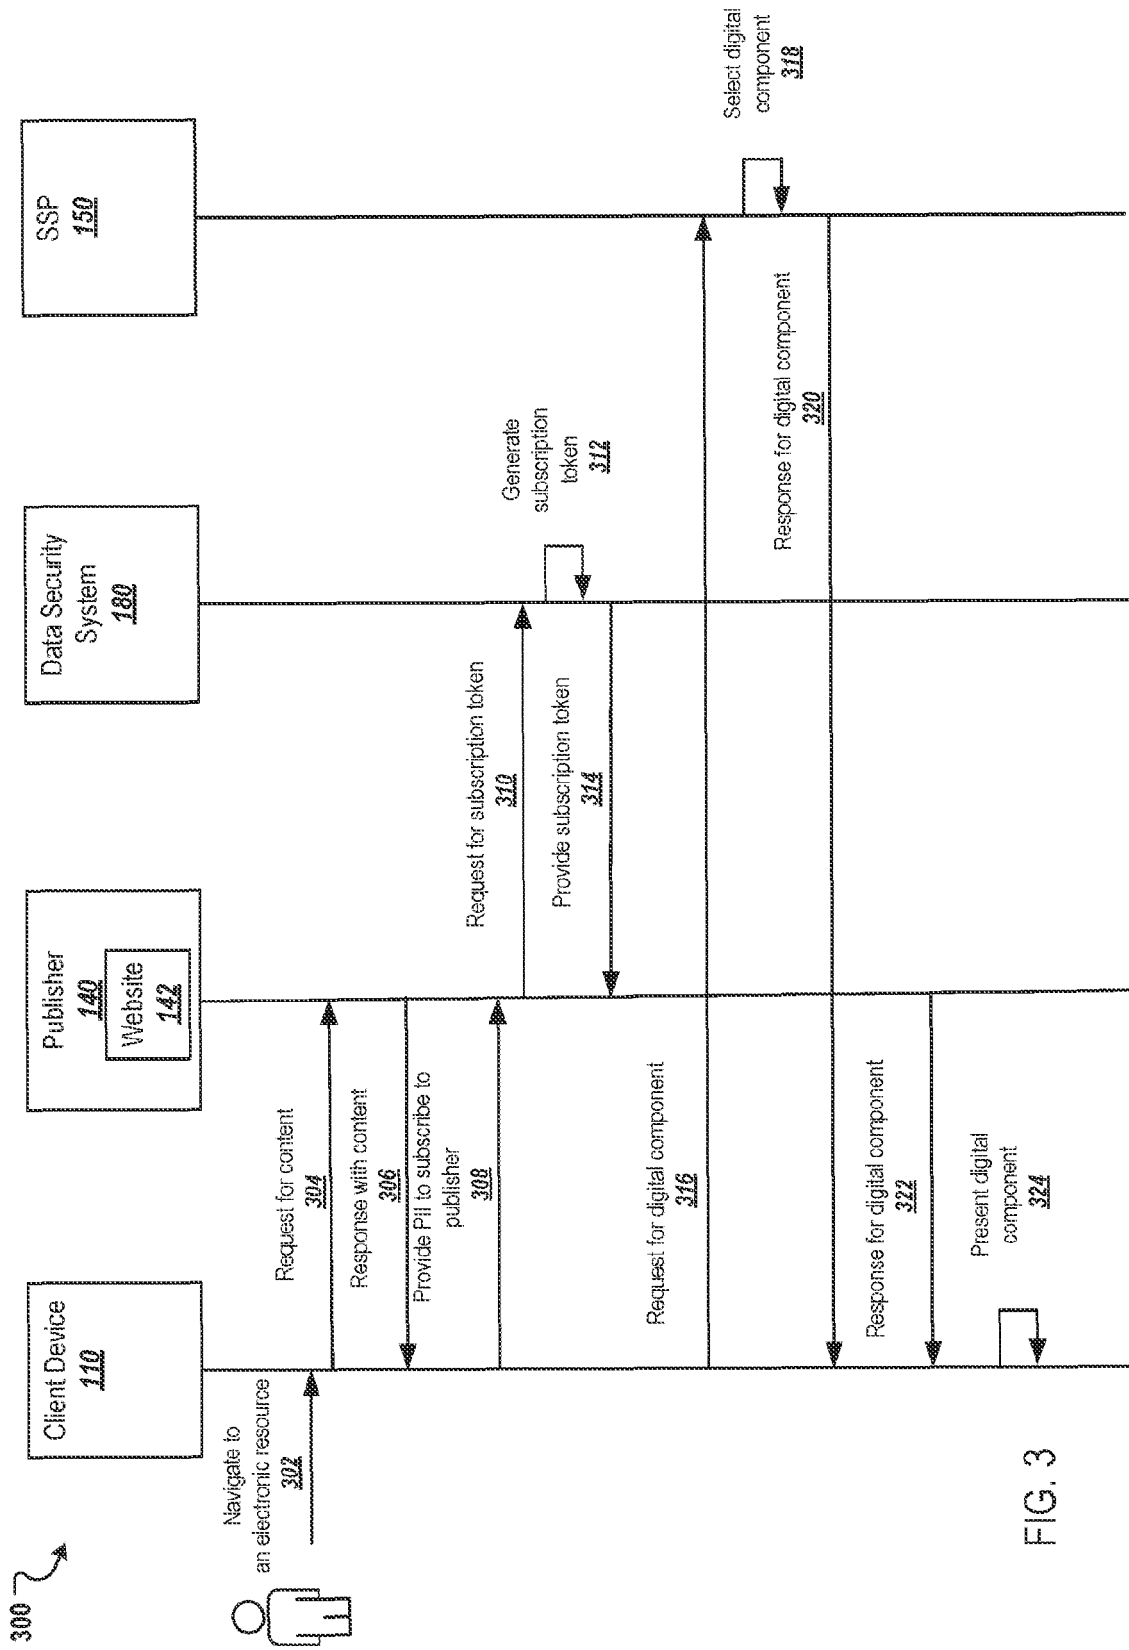 300
Client Device
110
Publisher
140
Website
142
Data Security
System
180
SSP
150
Navigate to
an electronic resource
302
Request for content
304
Response with content
306
Provide PII to subscribe to
publisher
308
Request for subscription token
310
Generate
subscription
token
312
Provide subscription token
314
Request for digital component
316
Select digital
component
318
Response for digital component
320
Response for digital component
322
Present digital
component
324
FIG. 3